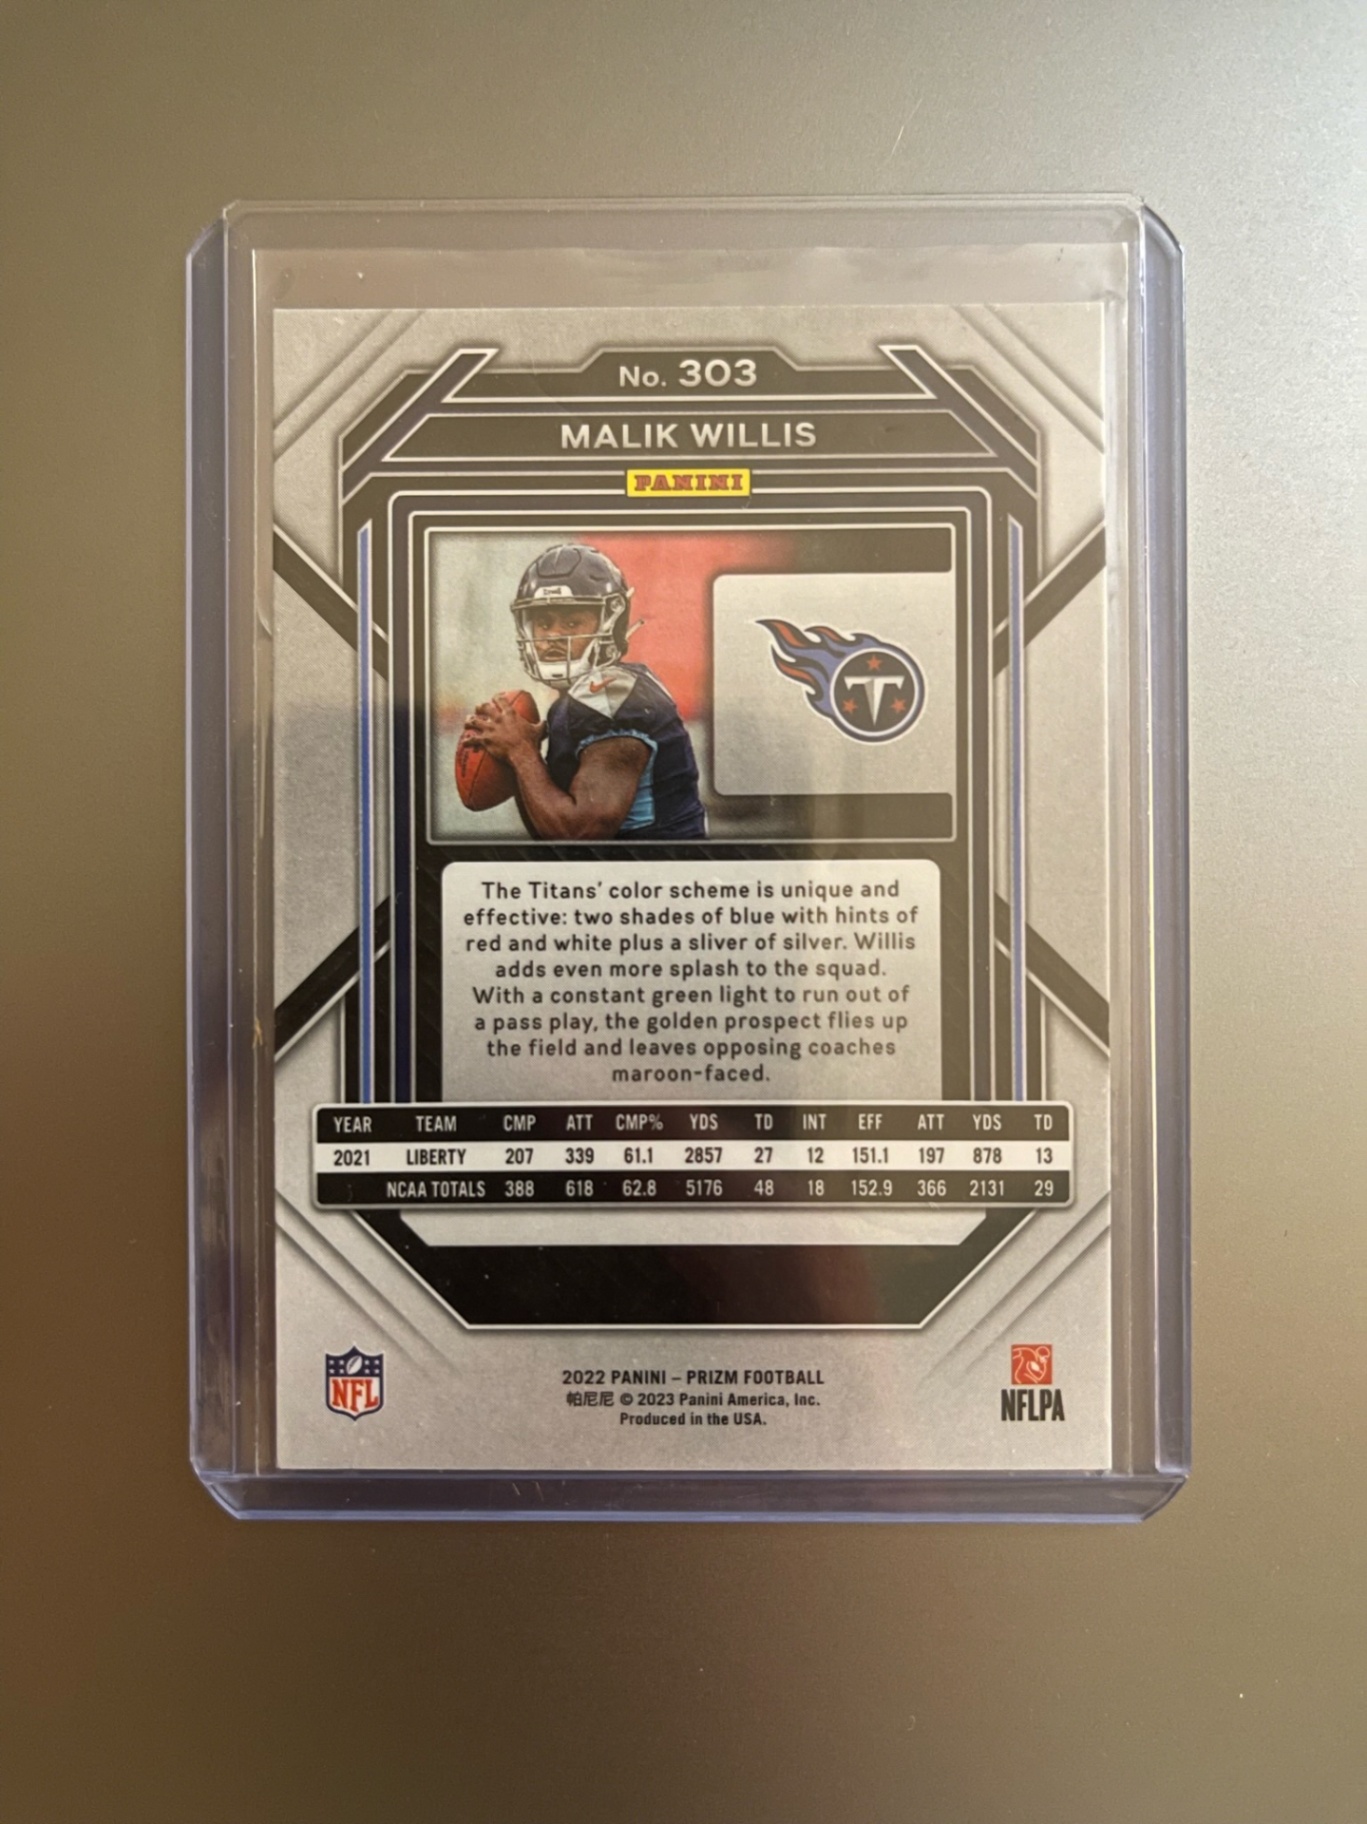 No. 303
MALIK WILLIS
PANINI
The Titans' color scheme is unique and
effective: two shades of blue with hints of
red and white plus a sliver of silver. Willis
adds even more splash to the squad.
With a constant green light to run out of
a pass play, the golden prospect flies up
the field and leaves opposing coaches
maroon-faced.
YEAR TEAM CMP ATT CMP% YDS TD INT EFF ATT YDS TD
2021 LIBERTY 207 339 61.1 2857 27 12 151.1 197 878 13
NCAA TOTALS 388 618 62.8 5176 48 18 152.9 366 2131 29
NFL
2022 PANINI – PRIZM FOOTBALL
帕尼尼 © 2023 Panini America, Inc.
Produced in the USA.
NFLPA